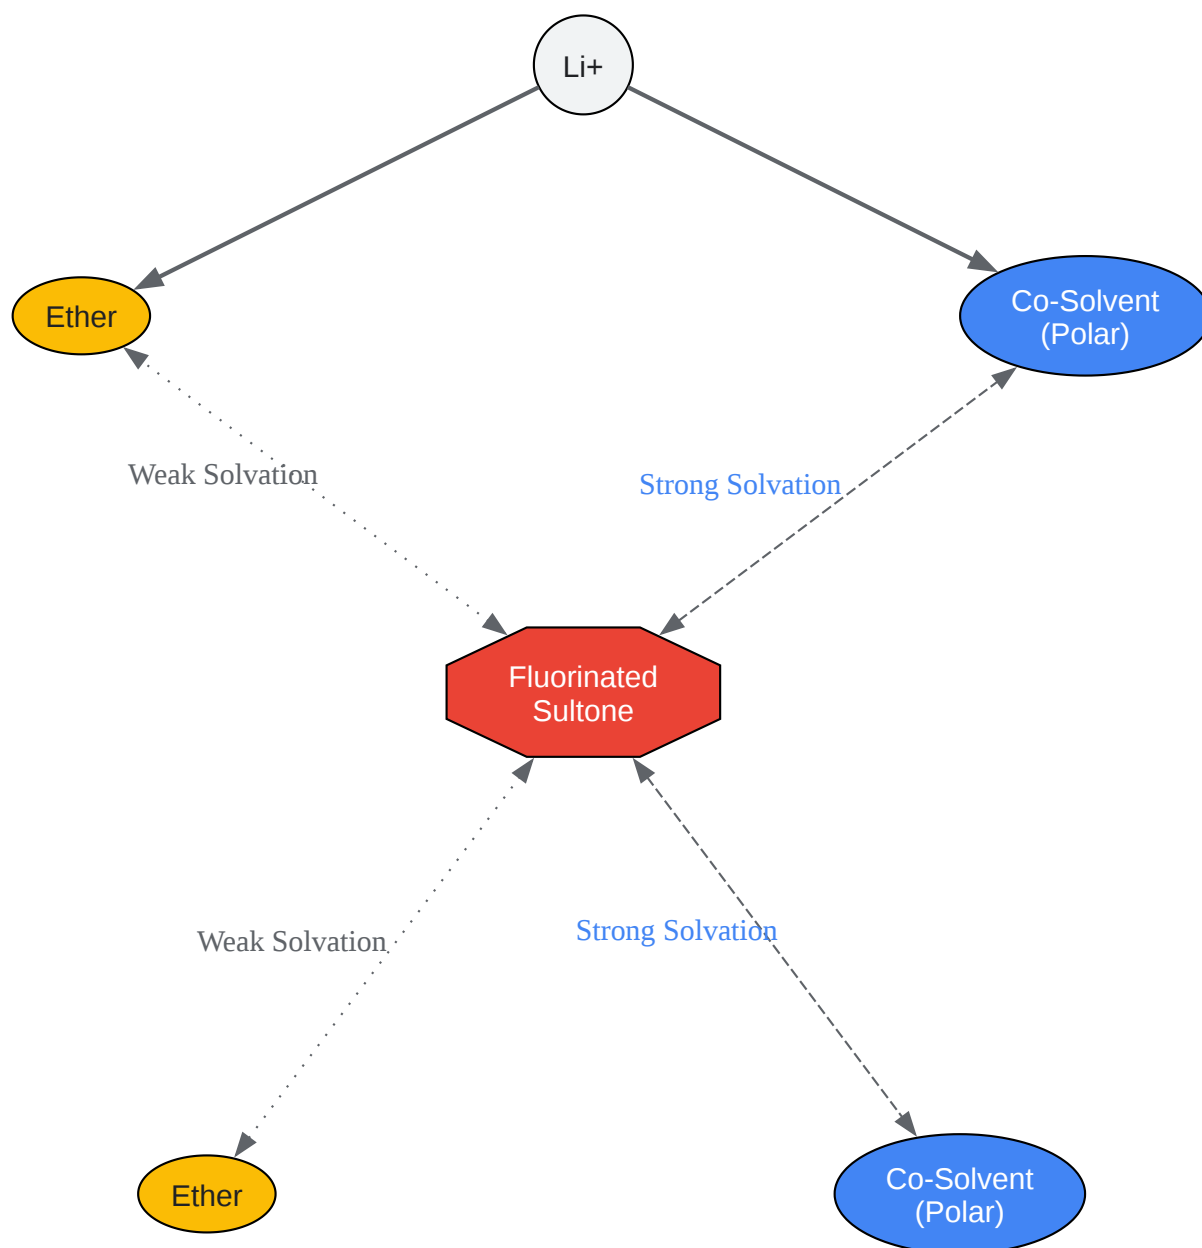 Li+
Ether
Co-Solvent
(Polar)
Weak Solvation
Strong Solvation
Fluorinated
Sultone
Weak Solvation
Strong Solvation
Ether
Co-Solvent
(Polar)